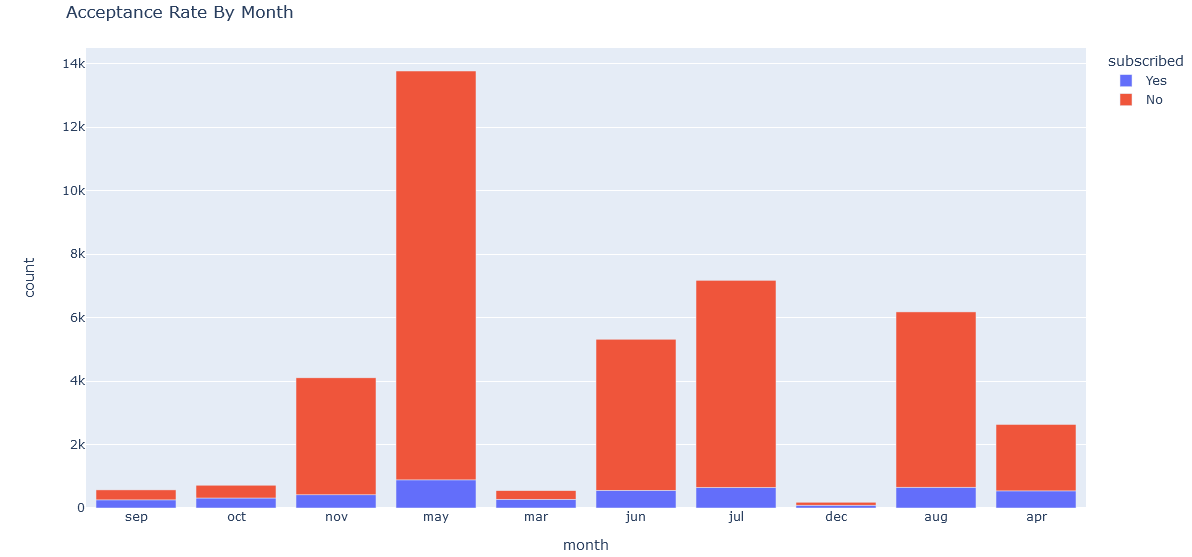 Acceptance Rate By Month
subscribed
Yes
No
14k
12k
10k
8k
6k
4k
2k
0
count
sep oct nov may mar jun jul dec aug apr
month